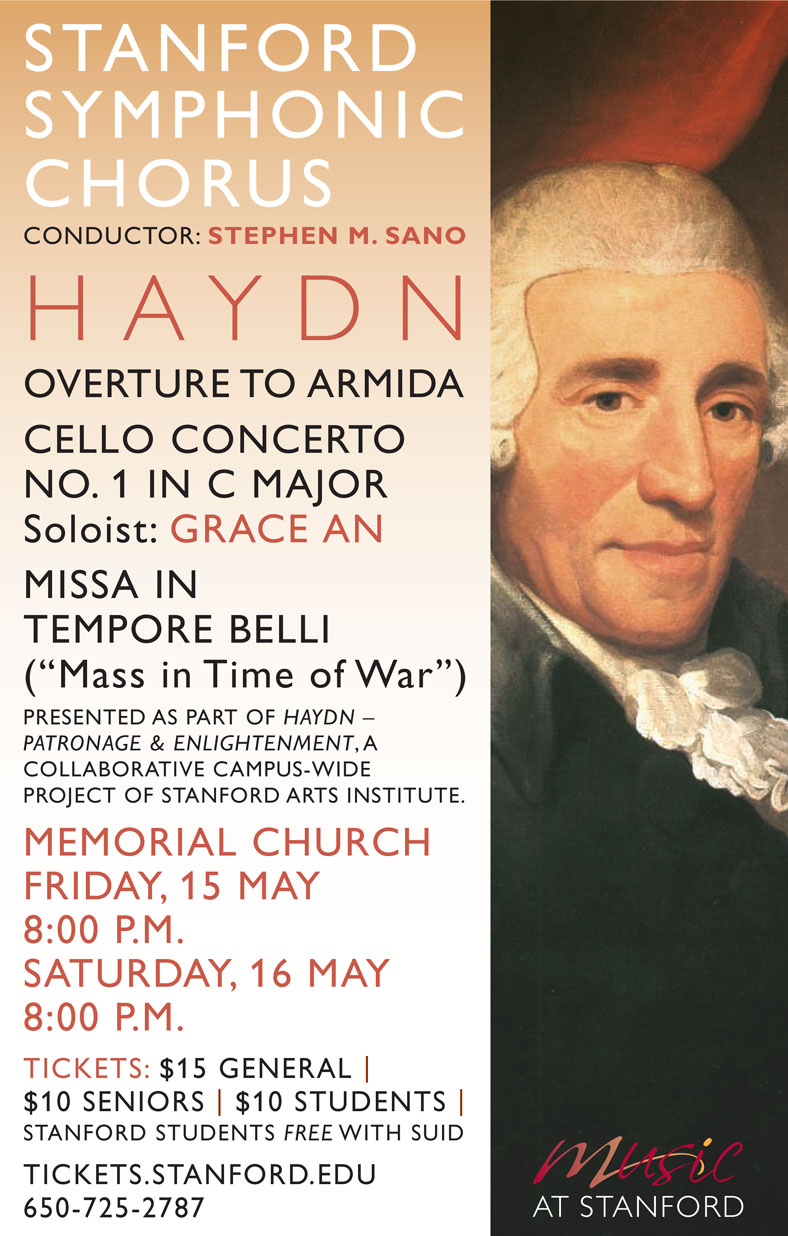 STANFORD
SYMPHONIC
CHORUS
CONDUCTOR: STEPHEN M. SANO
HAYDN
OVERTURE TO ARMIDA
CELLO CONCERTO
NO. 1 IN C MAJOR
Soloist: GRACE AN
MISSA IN
TEMPORE BELLI
(“Mass in Time of War”)
PRESENTED AS PART OF HAYDN –
PATRONAGE & ENLIGHTENMENT, A
COLLABORATIVE CAMPUS-WIDE
PROJECT OF STANFORD ARTS INSTITUTE.
MEMORIAL CHURCH
FRIDAY, 15 MAY
8:00 P.M.
SATURDAY, 16 MAY
8:00 P.M.
TICKETS: $15 GENERAL |
$10 SENIORS | $10 STUDENTS |
STANFORD STUDENTS FREE WITH SUID
TICKETS.STANFORD.EDU
650-725-2787
music
AT STANFORD